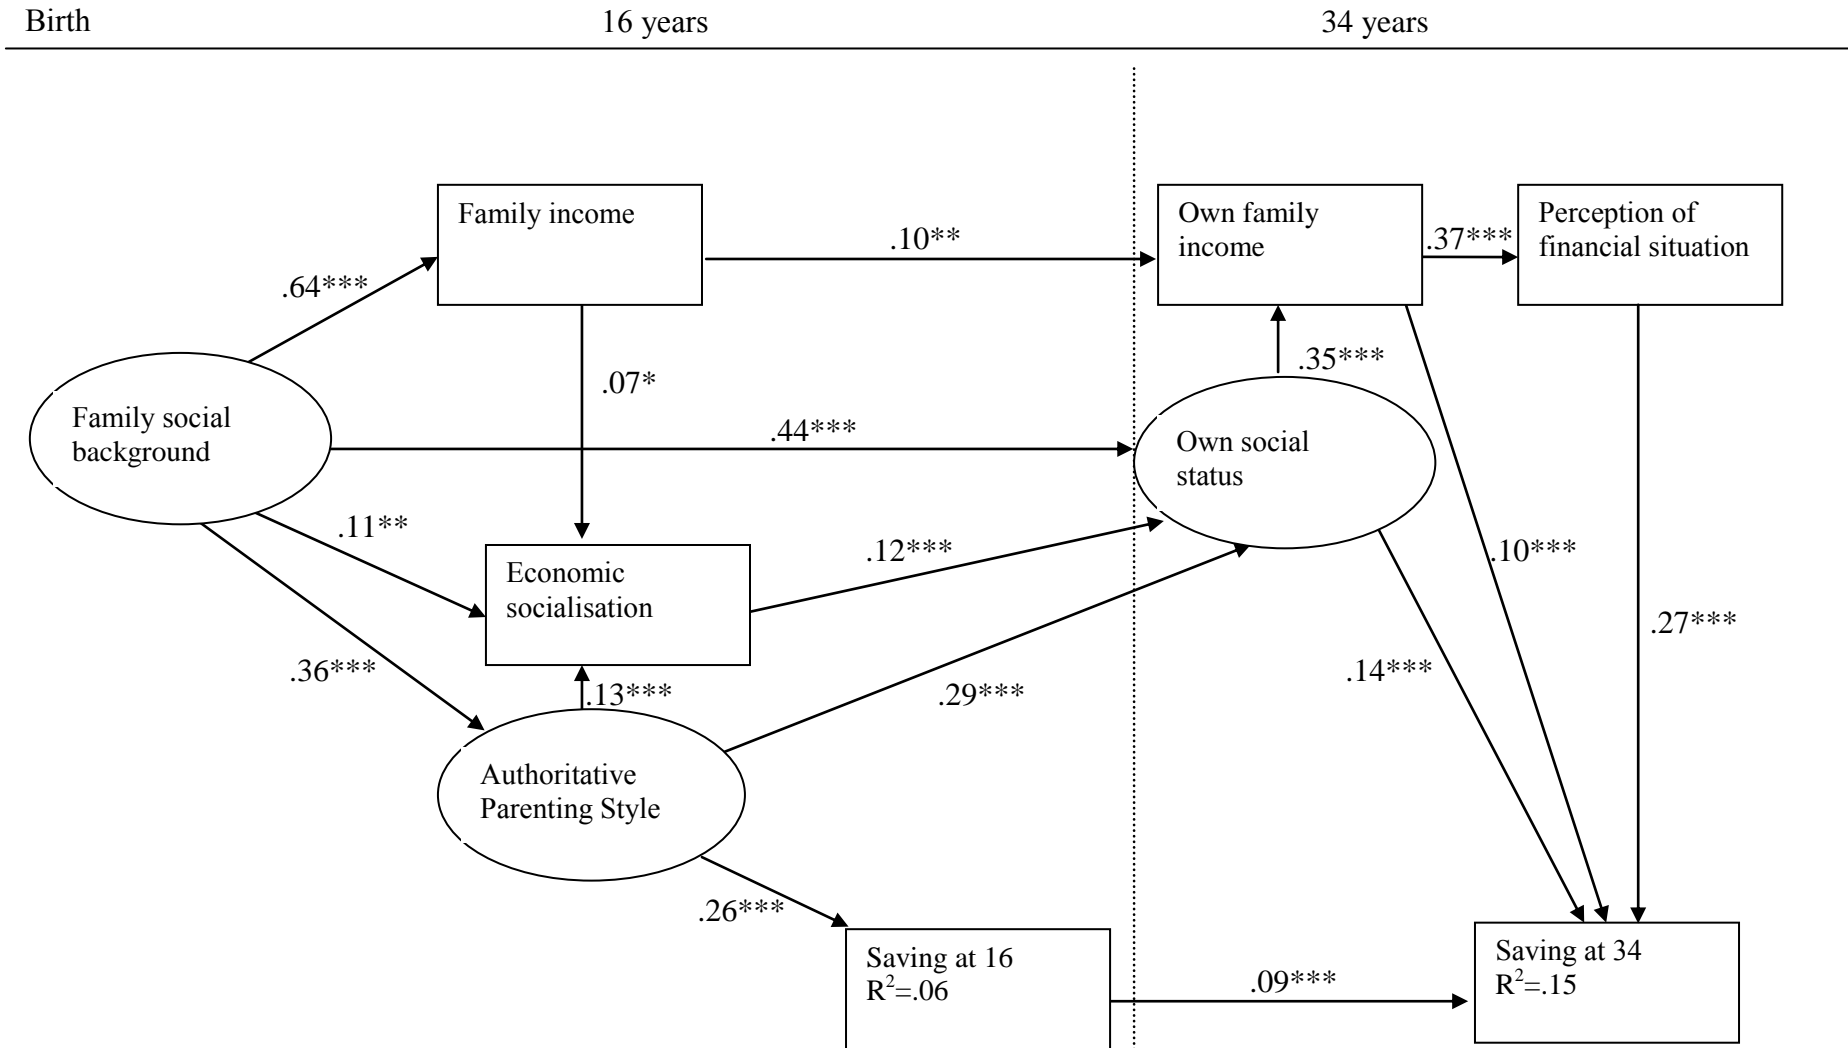 Birth
16 years
34 years
Family income
.10**
Own family
income
.37***
Perception of
financial situation
.64***
.07*
.35***
Family social
background
.44***
Own social
status
.11**
Economic
socialisation
.12***
.10***
.27***
.36***
.13***
.29***
.14***
Authoritative
Parenting Style
.26***
Saving at 16
R²=.06
.09***
Saving at 34
R²=.15